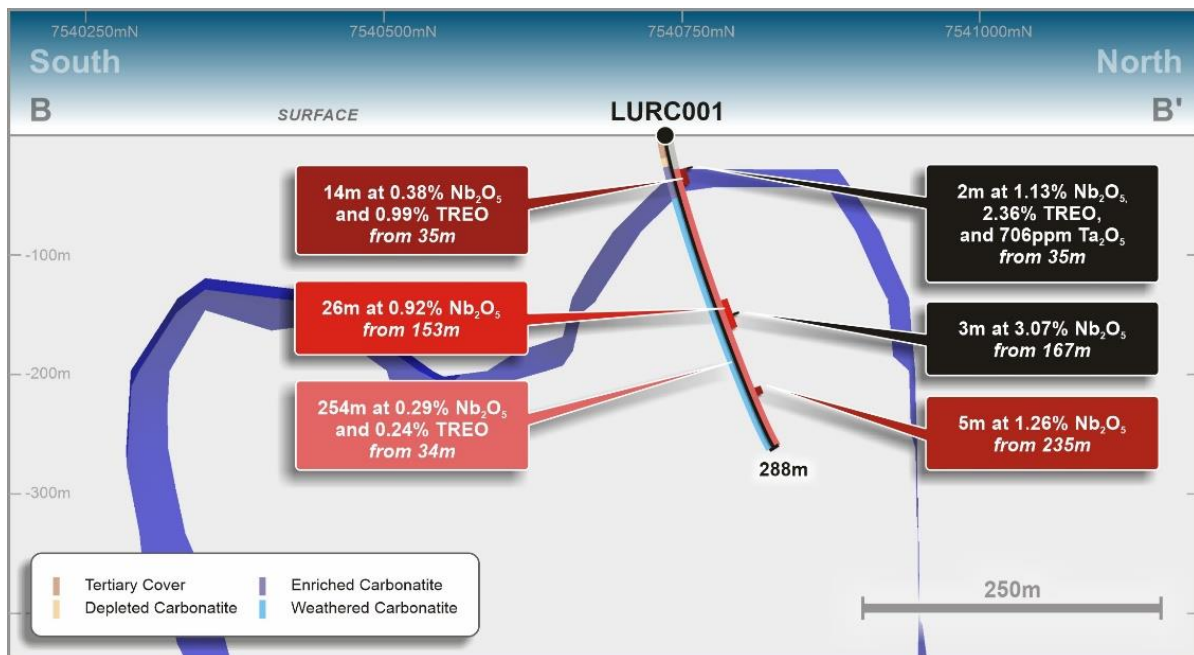 7540250mN 7540500mN 7540750mN 7541000mN
South North
B SURFACE LURC001 B'
14m at 0.38% Nb₂O₅
and 0.99% TREO
from 35m
2m at 1.13% Nb₂O₅,
2.36% TREO,
and 706ppm Ta₂O₅
from 35m
-100m
26m at 0.92% Nb₂O₅
from 153m
3m at 3.07% Nb₂O₅
from 167m
-200m
254m at 0.29% Nb₂O₅
and 0.24% TREO
from 34m
5m at 1.26% Nb₂O₅
from 235m
288m
-300m
Tertiary Cover
Depleted Carbonatite
Enriched Carbonatite
Weathered Carbonatite
250m